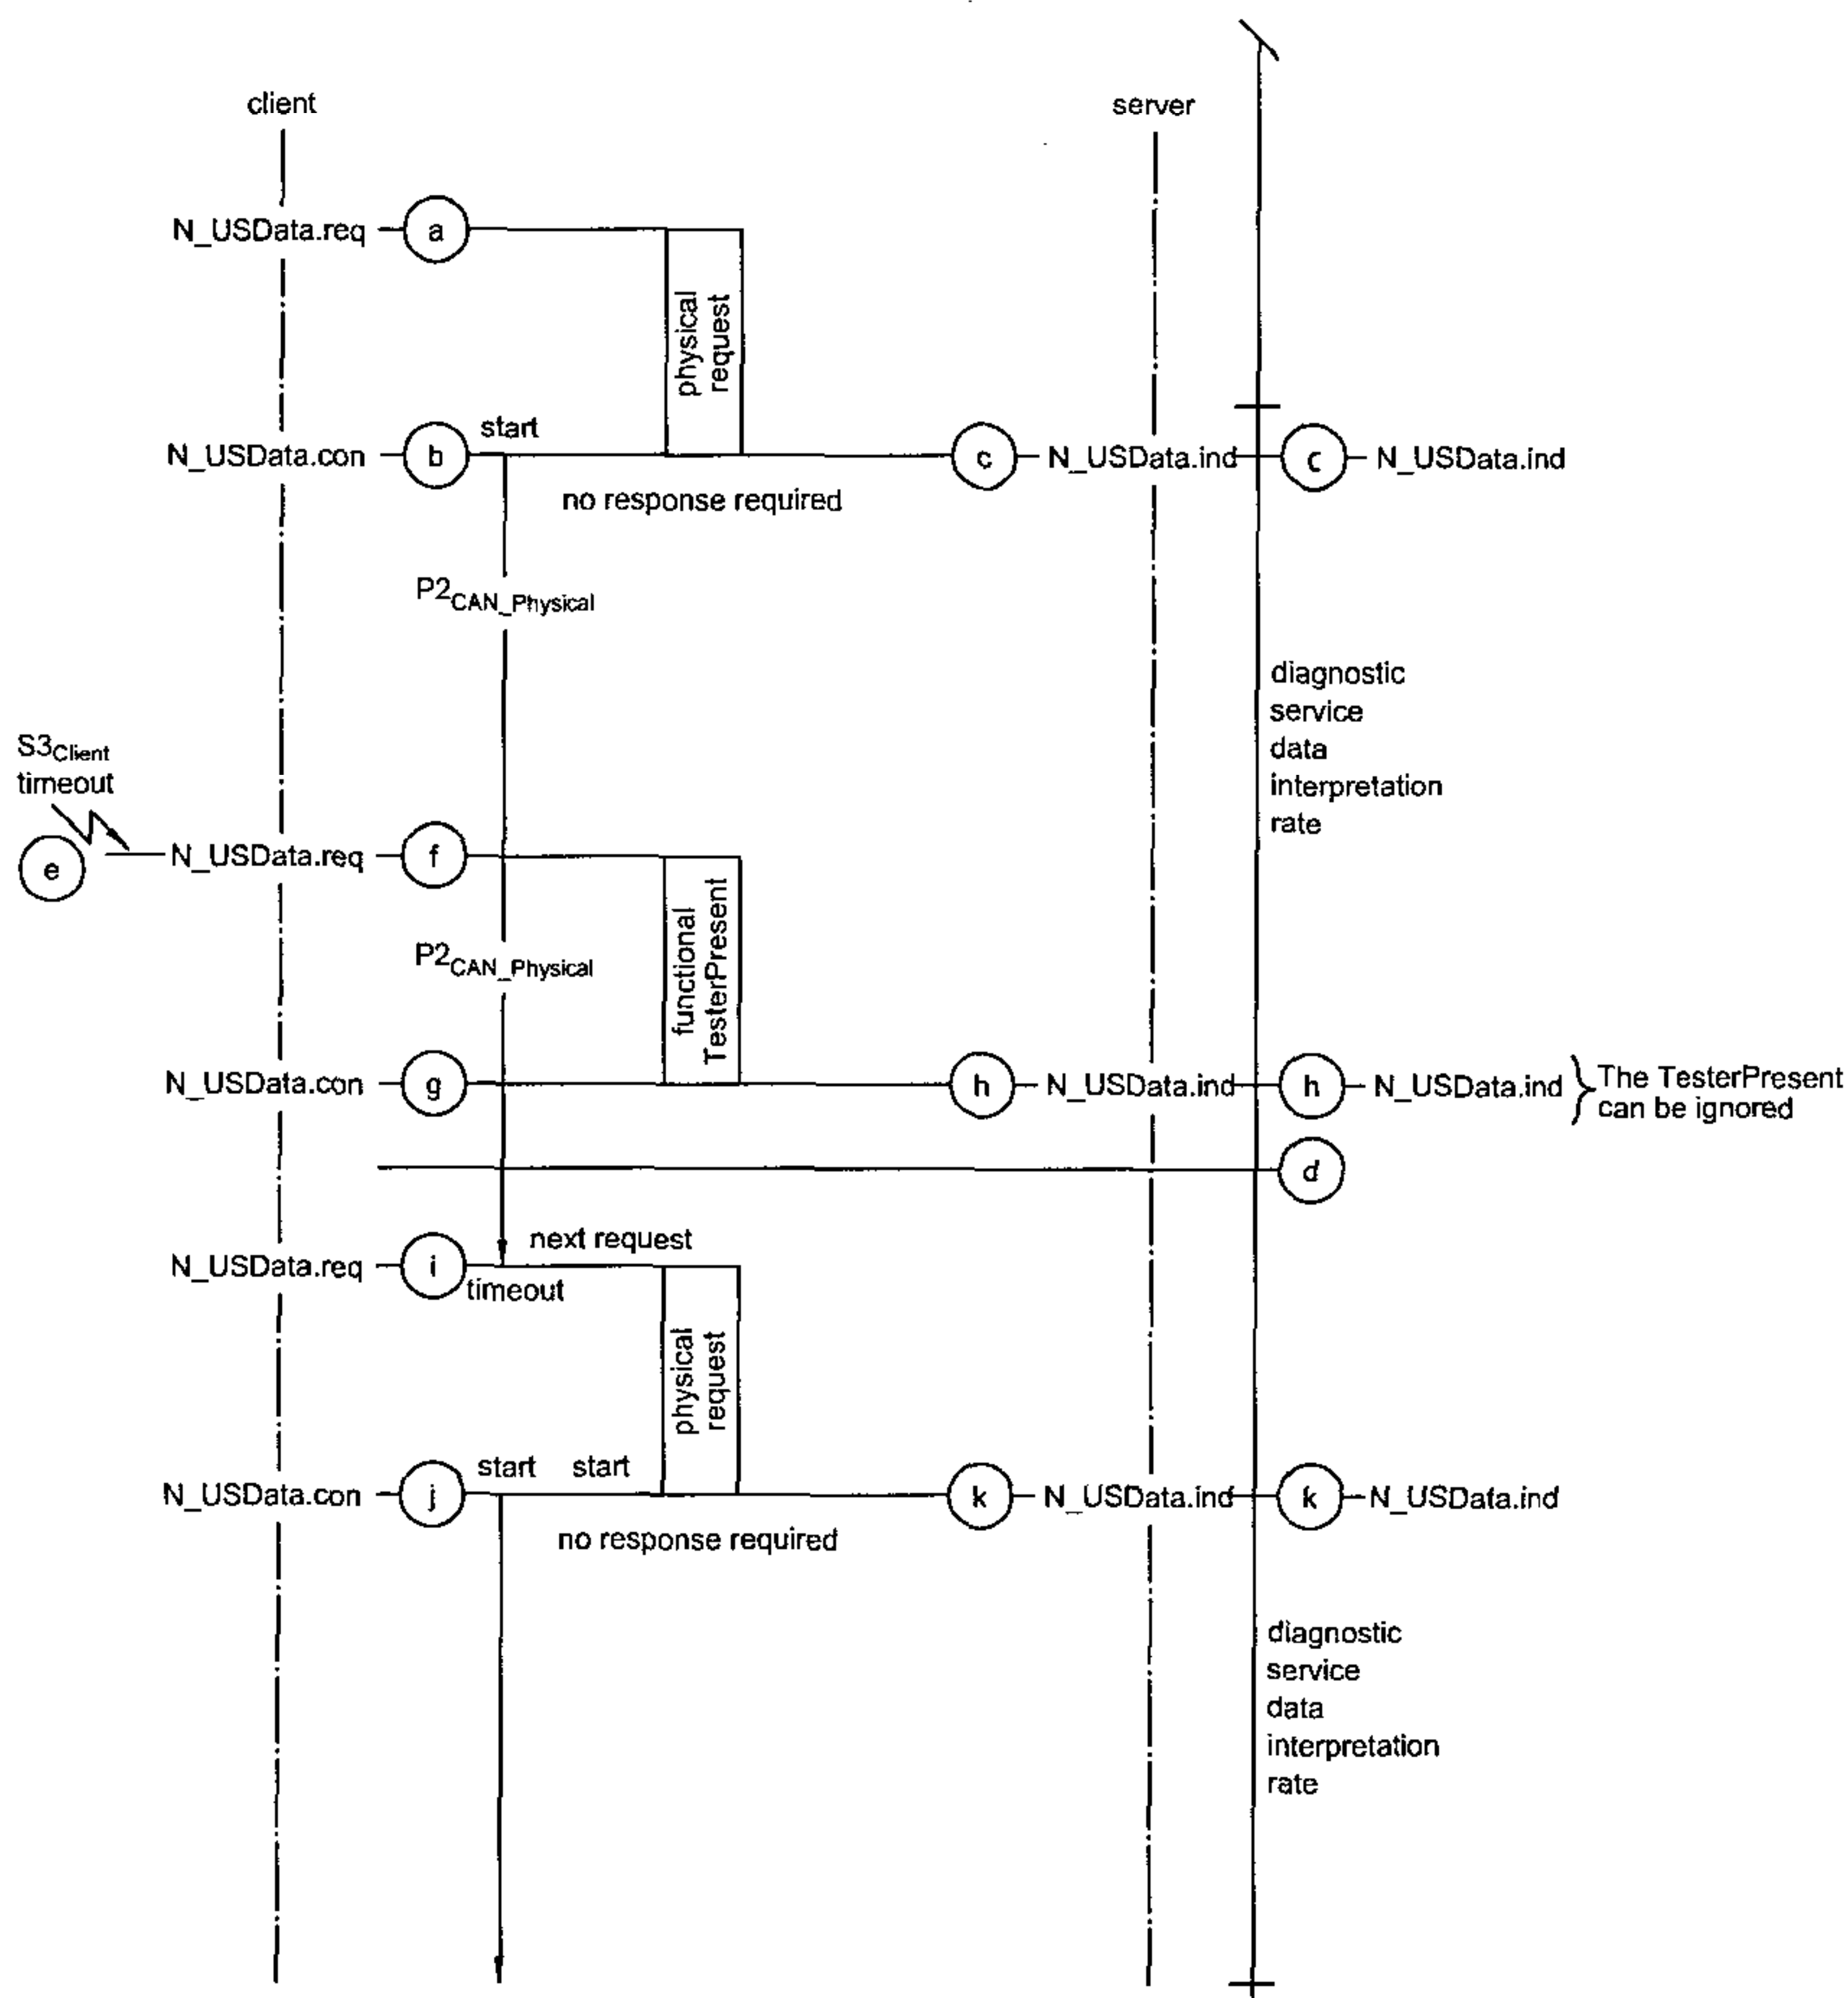 client
server
N_USData.req
a
physical
request
N_USData.con
b
start
c
N_USData.ind
c
N_USData.ind
no response required
P2CAN_Physical
diagnostic
service
data
interpretation
rate
S3Client
timeout
e
N_USData.req
f
functional
TesterPresent
P2CAN_Physical
N_USData.con
g
h
N_USData.ind
h
N_USData.ind
The TesterPresent
can be ignored
d
N_USData.req
i
next request
timeout
physical
request
N_USData.con
j
start
start
k
N_USData.ind
k
N_USData.ind
no response required
diagnostic
service
data
interpretation
rate